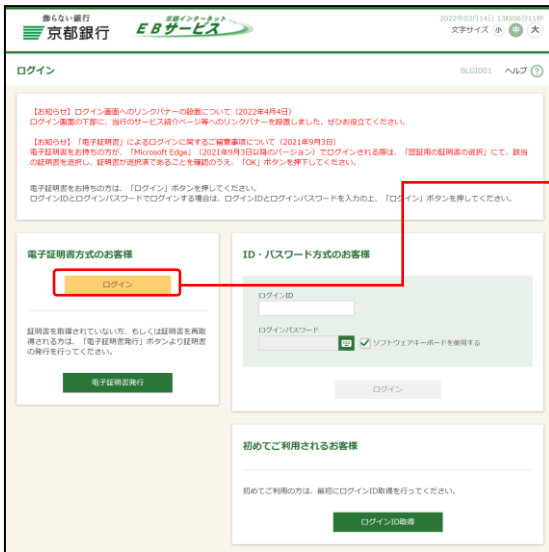 飾らない銀行
京都銀行
京銀インターネット
EBサービス
2022年03月14日 13時06分11秒
文字サイズ 小 中 大
ログイン
BLGI001 ヘルプ ?
【お知らせ】ログイン画面へのリンクバナーの設置について（2022年4月4日）
ログイン画面の下部に、当行のサービス紹介ページ等へのリンクバナーを設置しました。ぜひお役立てください。
【お知らせ】「電子証明書」によるログインに関するご留意事項について（2021年9月3日）
電子証明書をお持ちの方が、「Microsoft Edge」（2021年9月3日以降のバージョン）でログインされる際は、「認証用の証明書の選択」にて、該当
の証明書を選択し、証明書が選択済であることを確認のうえ、「OK」ボタンを押下してください。
電子証明書をお持ちの方は、「ログイン」ボタンを押してください。
ログインIDとログインパスワードでログインする場合は、ログインIDとログインパスワードを入力の上、「ログイン」ボタンを押してください。
電子証明書方式のお客様
ログイン
証明書を取得されていない方、もしくは証明書を再取
得される方は、「電子証明書発行」ボタンより証明書
の発行を行ってください。
電子証明書発行
ID・パスワード方式のお客様
ログインID
ログインパスワード
ソフトウェアキーボードを使用する
ログイン
初めてご利用されるお客様
初めてご利用の方は、最初にログインID取得を行ってください。
ログインID取得